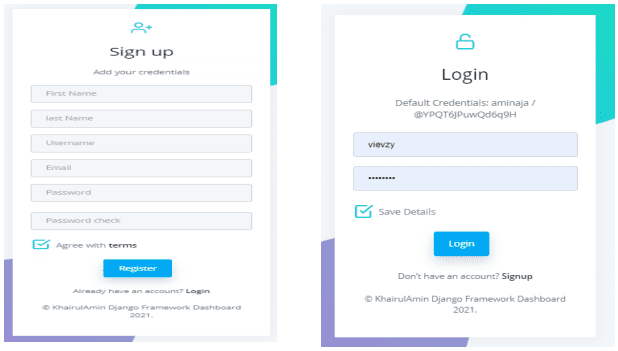 Sign up
Add your credentials
First Name
last Name
Username
Email
Password
Password check
Agree with terms
Register
Already have an account? Login
© KhairulAmin Django Framework Dashboard
2021.
Login
Default Credentials: aminaja /
@YPQT6JPuwQd6q9H
vievzy
••••••••
Save Details
Login
Don't have an account? Signup
© KhairulAmin Django Framework Dashboard
2021.